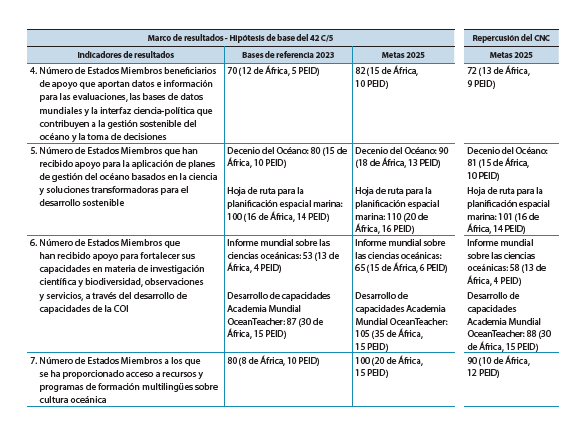 Marco de resultados - Hipótesis de base del 42 C/5
Repercusión del CNC
Indicadores de resultados
Bases de referencia 2023
Metas 2025
Metas 2025
4. Número de Estados Miembros beneficiarios
de apoyo que aportan datos e información
para las evaluaciones, las bases de datos
mundiales y la interfaz ciencia-política que
contribuyen a la gestión sostenible del
océano y la toma de decisiones
70 (12 de África, 5 PEID)
82 (15 de África,
10 PEID)
72 (13 de África,
9 PEID)
5. Número de Estados Miembros que han
recibido apoyo para la aplicación de planes
de gestión del océano basados en la ciencia
y soluciones transformadoras para el
desarrollo sostenible
Decenio del Océano: 80 (15 de
África, 10 PEID)
Hoja de ruta para la
planificación espacial marina:
100 (16 de África, 14 PEID)
Decenio del Océano: 90
(18 de África, 13 PEID)
Hoja de ruta para la
planificación espacial
marina: 110 (20 de
África, 16 PEID)
Decenio del Océano:
81 (15 de África,
10 PEID)
Hoja de ruta para la
planificación espacial
marina: 101 (16 de
África, 14 PEID)
6. Número de Estados Miembros que
han recibido apoyo para fortalecer sus
capacidades en materia de investigación
científica y biodiversidad, observaciones
y servicios, a través del desarrollo de
capacidades de la COI
Informe mundial sobre las
ciencias oceánicas: 53 (13 de
África, 4 PEID)
Desarrollo de capacidades
Academia Mundial
OceanTeacher: 87 (30 de
África, 15 PEID)
Informe mundial sobre
las ciencias oceánicas:
65 (15 de África, 6 PEID)
Desarrollo de
capacidades Academia
Mundial OceanTeacher:
105 (35 de África,
15 PEID)
Informe mundial
sobre las ciencias
oceánicas: 58 (13 de
África, 4 PEID)
Desarrollo de
capacidades
Academia Mundial
OceanTeacher: 88 (30
de África, 15 PEID)
7. Número de Estados Miembros a los que
se ha proporcionado acceso a recursos y
programas de formación multilingües sobre
cultura oceánica
80 (8 de África, 10 PEID)
100 (20 de África,
15 PEID)
90 (10 de África,
12 PEID)